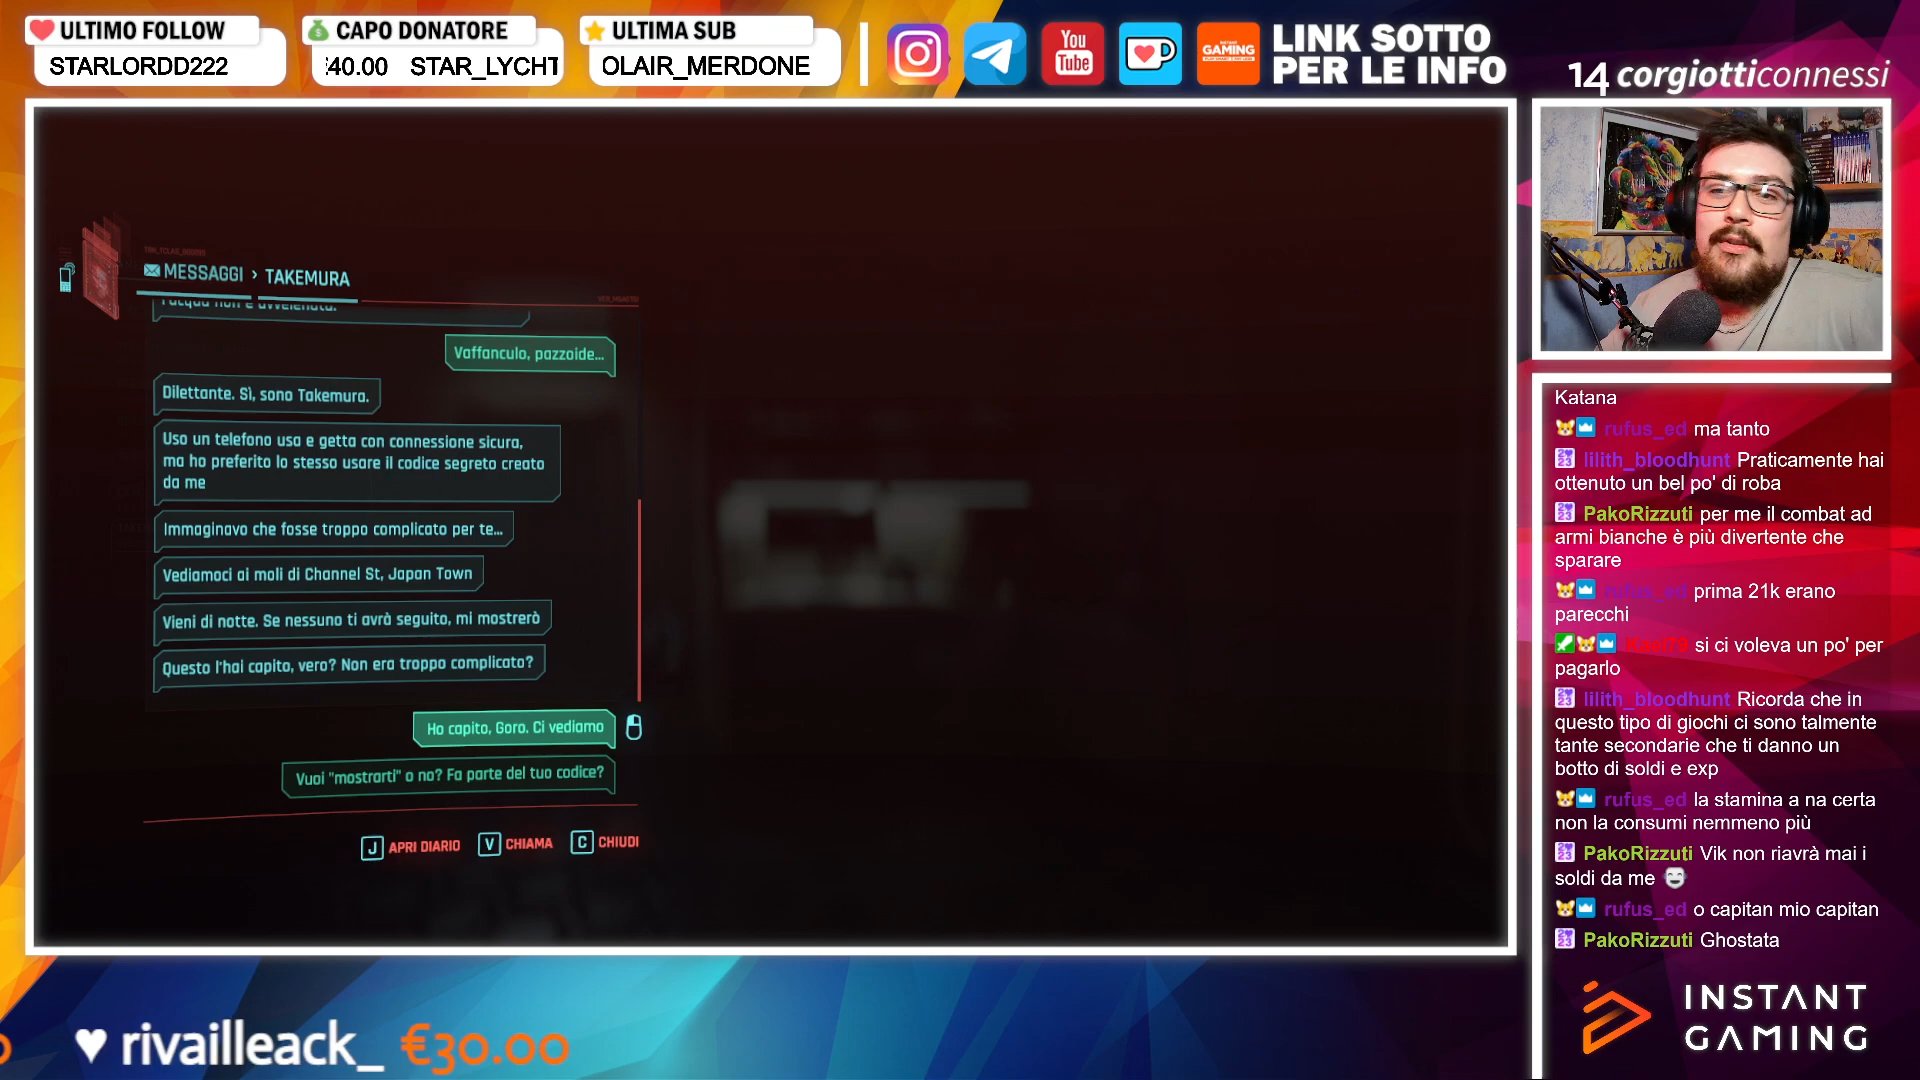 ULTIMO FOLLOW
STARLORDD222
CAPO DONATORE
40.00 STAR_LYCHT
ULTIMA SUB
OLAIR_MERDONE
You
Tube
INSTANT
GAMING
LINK SOTTO
PER LE INFO
14 corgiotticonnessi
MESSAGGI › TAKEMURA
l'acqua non è avvelenata.
Vaffanculo, pazzoide...
Dilettante. Sì, sono Takemura.
Uso un telefono usa e getta con connessione sicura,
ma ho preferito lo stesso usare il codice segreto creato
da me
Immaginavo che fosse troppo complicato per te...
Vediamoci ai moli di Channel St, Japan Town
Vieni di notte. Se nessuno ti avrà seguito, mi mostrerò
Questo l'hai capito, vero? Non era troppo complicato?
Ho capito, Goro. Ci vediamo
Vuoi "mostrarti" o no? Fa parte del tuo codice?
J APRI DIARIO V CHIAMA C CHIUDI
Katana
rufus_ed ma tanto
lilith_bloodhunt Praticamente hai
ottenuto un bel po' di roba
PakoRizzuti per me il combat ad
armi bianche è più divertente che
sparare
rufus_ed prima 21k erano
parecchi
si ci voleva un po' per
pagarlo
lilith_bloodhunt Ricorda che in
questo tipo di giochi ci sono talmente
tante secondarie che ti danno un
botto di soldi e exp
rufus_ed la stamina a na certa
non la consumi nemmeno più
PakoRizzuti Vik non riavrà mai i
soldi da me
rufus_ed o capitan mio capitan
PakoRizzuti Ghostata
INSTANT
GAMING
♥ rivailleack_ €30.00